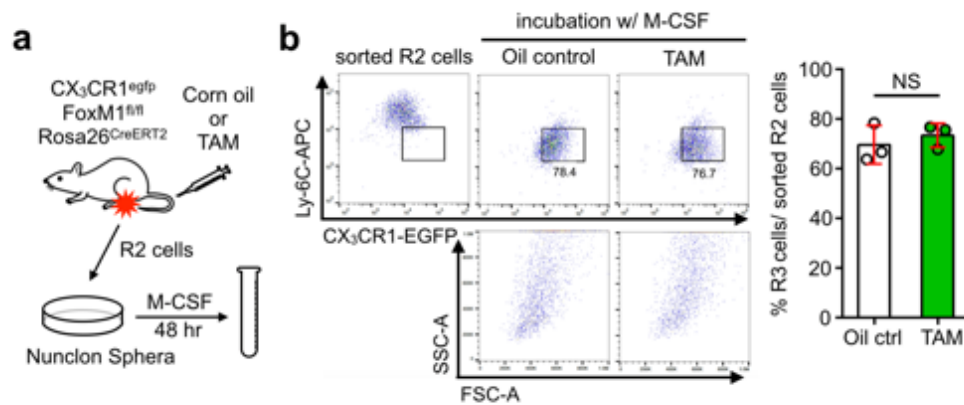 a
CX₃CR1ᵉᵍᶠᵖ
FoxM1ᶠˡ/ᶠˡ
Rosa26ᶜʳᵉᴱᴿᵀ²
Corn oil
or
TAM
R2 cells
M-CSF
48 hr
Nunclon Sphera
b
incubation w/ M-CSF
sorted R2 cells
Oil control
TAM
Ly-6C-APC
78.4
76.7
CX₃CR1-EGFP
SSC-A
FSC-A
NS
% R3 cells/ sorted R2 cells
100
80
60
40
20
0
Oil ctrl
TAM